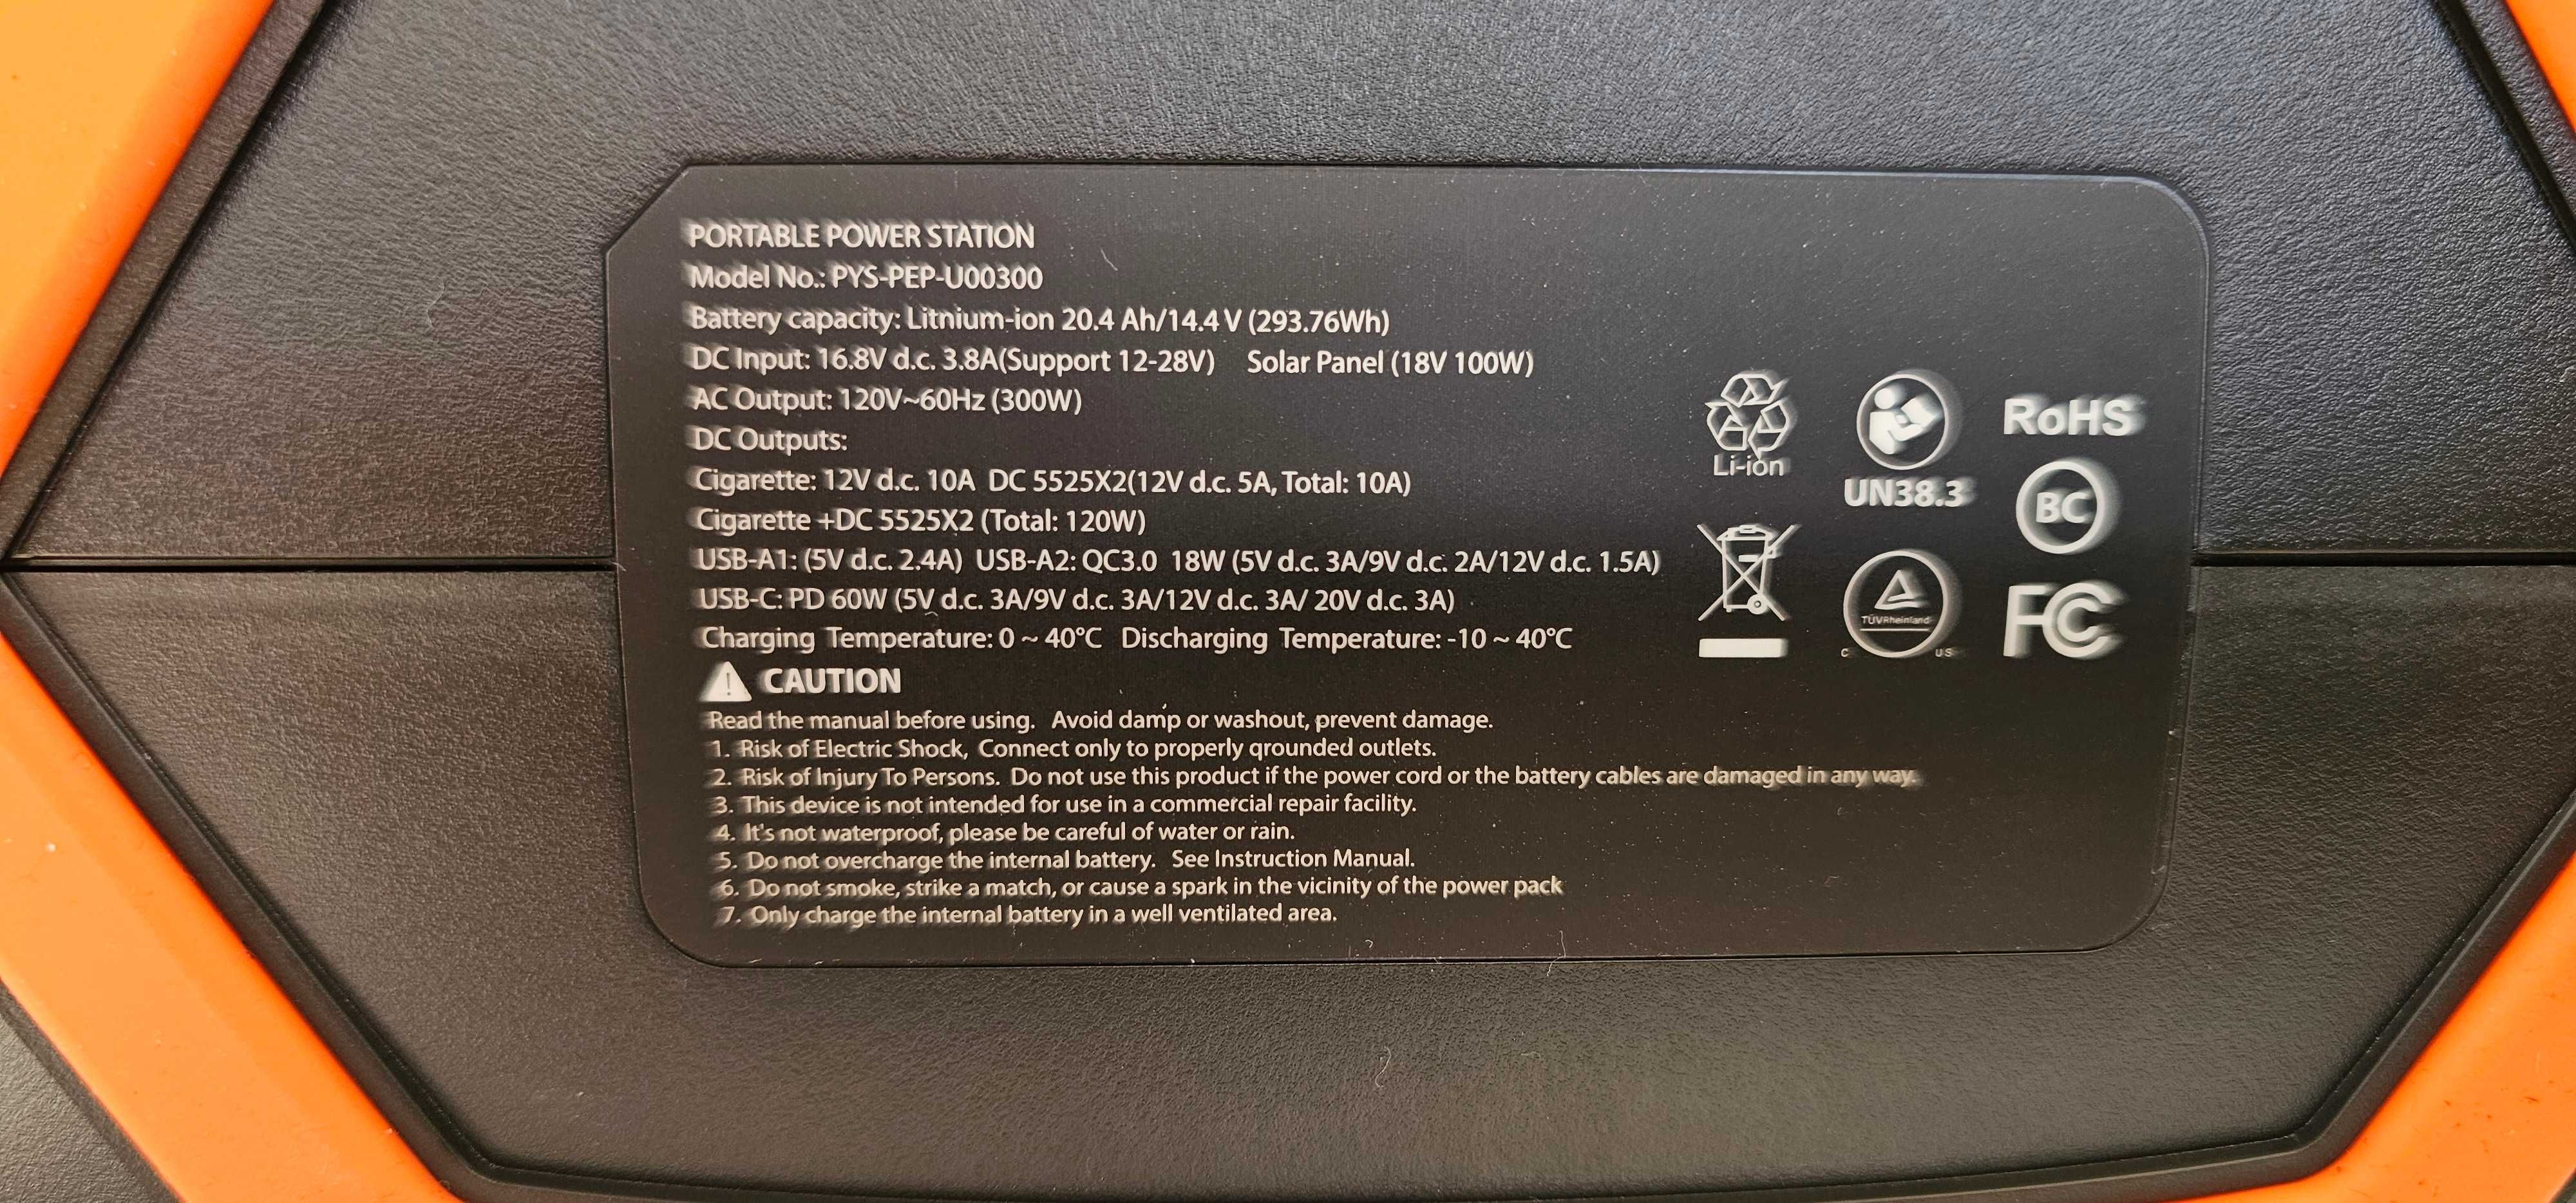 PORTABLE POWER STATION
Model No.: PYS-PEP-U00300
Battery capacity: Litnium-ion 20.4 Ah/14.4 V (293.76Wh)
DC Input: 16.8V d.c. 3.8A(Support 12-28V) Solar Panel (18V 100W)
AC Output: 120V~60Hz (300W)
DC Outputs:
Cigarette: 12V d.c. 10A DC 5525X2(12V d.c. 5A, Total: 10A)
Cigarette +DC 5525X2 (Total: 120W)
USB-A1: (5V d.c. 2.4A) USB-A2: QC3.0 18W (5V d.c. 3A/9V d.c. 2A/12V d.c. 1.5A)
USB-C: PD 60W (5V d.c. 3A/9V d.c. 3A/12V d.c. 3A/ 20V d.c. 3A)
Charging Temperature: 0 ~ 40°C Discharging Temperature: -10 ~ 40°C
CAUTION
Read the manual before using. Avoid damp or washout, prevent damage.
1. Risk of Electric Shock, Connect only to properly qrounded outlets.
2. Risk of Injury To Persons. Do not use this product if the power cord or the battery cables are damaged in any way.
3. This device is not intended for use in a commercial repair facility.
4. It's not waterproof, please be careful of water or rain.
5. Do not overcharge the internal battery. See Instruction Manual.
6. Do not smoke, strike a match, or cause a spark in the vicinity of the power pack
7. Only charge the internal battery in a well ventilated area.
Li-ion
UN38.3
RoHS
BC
TÜVRheinland
C US
FC